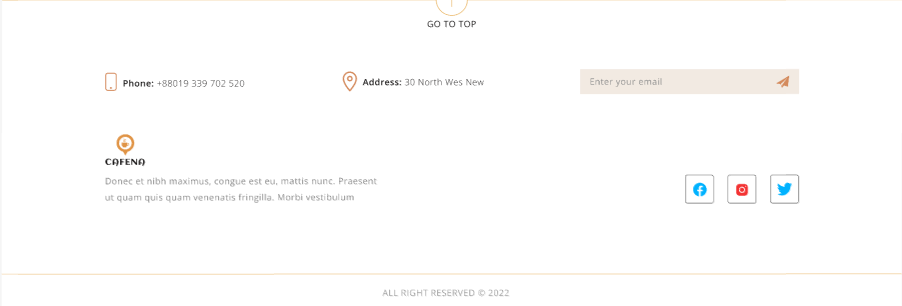 GO TO TOP
Phone: +88019 339 702 520
Address: 30 North Wes New
Enter your email
CAFENA
Donec et nibh maximus, congue est eu, mattis nunc. Praesent
ut quam quis quam venenatis fringilla. Morbi vestibulum
ALL RIGHT RESERVED © 2022